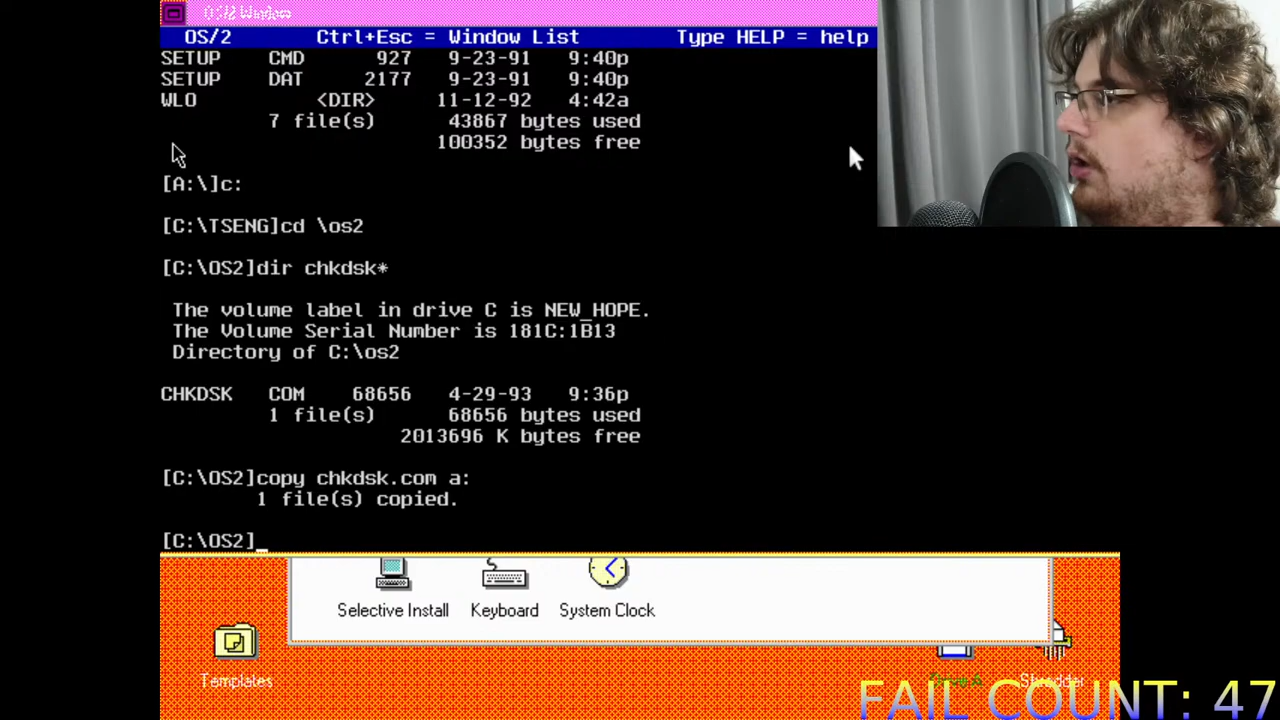 OS/2 Window
OS/2 Ctrl+Esc = Window List Type HELP = help
SETUP CMD 927 9-23-91 9:40p
SETUP DAT 2177 9-23-91 9:40p
WLO <DIR> 11-12-92 4:42a
7 file(s) 43867 bytes used
100352 bytes free
[A:\]c:
[C:\TSENG]cd \os2
[C:\OS2]dir chkdsk*
The volume label in drive C is NEW_HOPE.
The Volume Serial Number is 181C:1B13
Directory of C:\os2
CHKDSK COM 68656 4-29-93 9:36p
1 file(s) 68656 bytes used
2013696 K bytes free
[C:\OS2]copy chkdsk.com a:
1 file(s) copied.
[C:\OS2]
Selective Install Keyboard System Clock
Templates Drive A Shredder
FAIL COUNT: 47